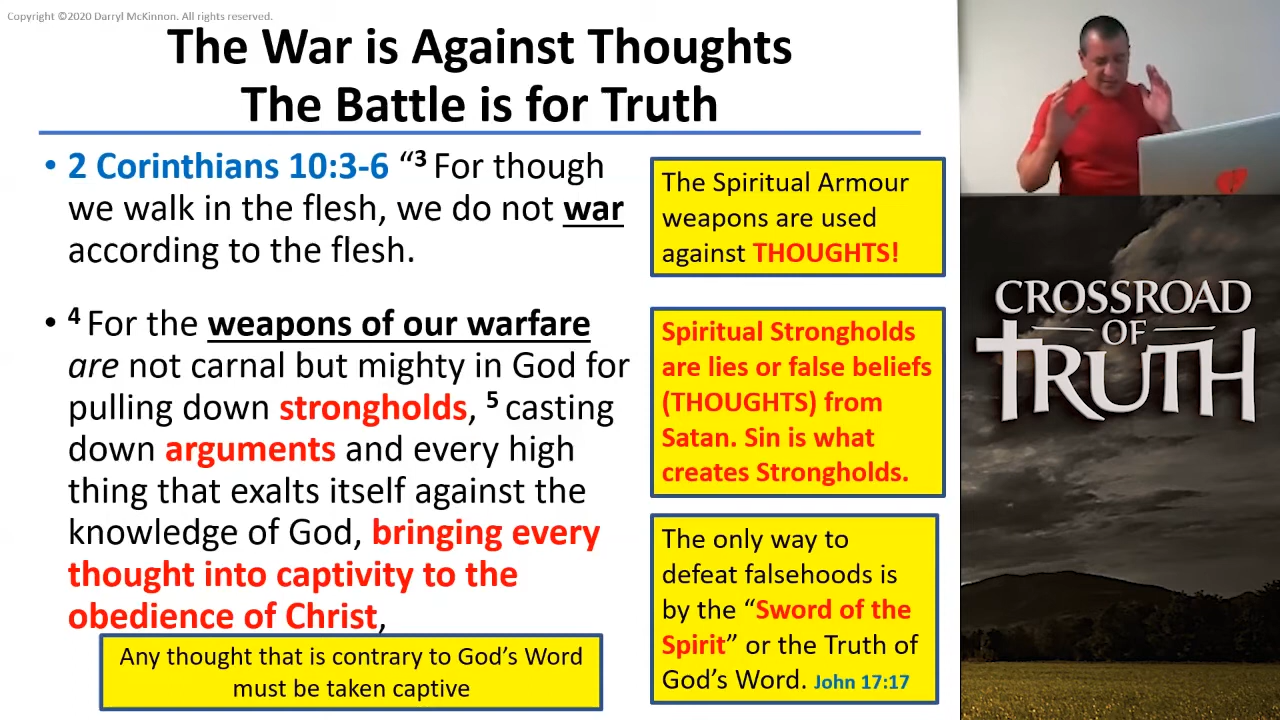 Copyright ©2020 Darryl McKinnon. All rights reserved.
The War is Against Thoughts
The Battle is for Truth
• 2 Corinthians 10:3-6 “3 For though
we walk in the flesh, we do not war
according to the flesh.
• 4 For the weapons of our warfare
are not carnal but mighty in God for
pulling down strongholds, 5 casting
down arguments and every high
thing that exalts itself against the
knowledge of God, bringing every
thought into captivity to the
obedience of Christ,
Any thought that is contrary to God’s Word
must be taken captive
The Spiritual Armour
weapons are used
against THOUGHTS!
Spiritual Strongholds
are lies or false beliefs
(THOUGHTS) from
Satan. Sin is what
creates Strongholds.
The only way to
defeat falsehoods is
by the “Sword of the
Spirit” or the Truth of
God’s Word. John 17:17
CROSSROAD
OF
TRUTH